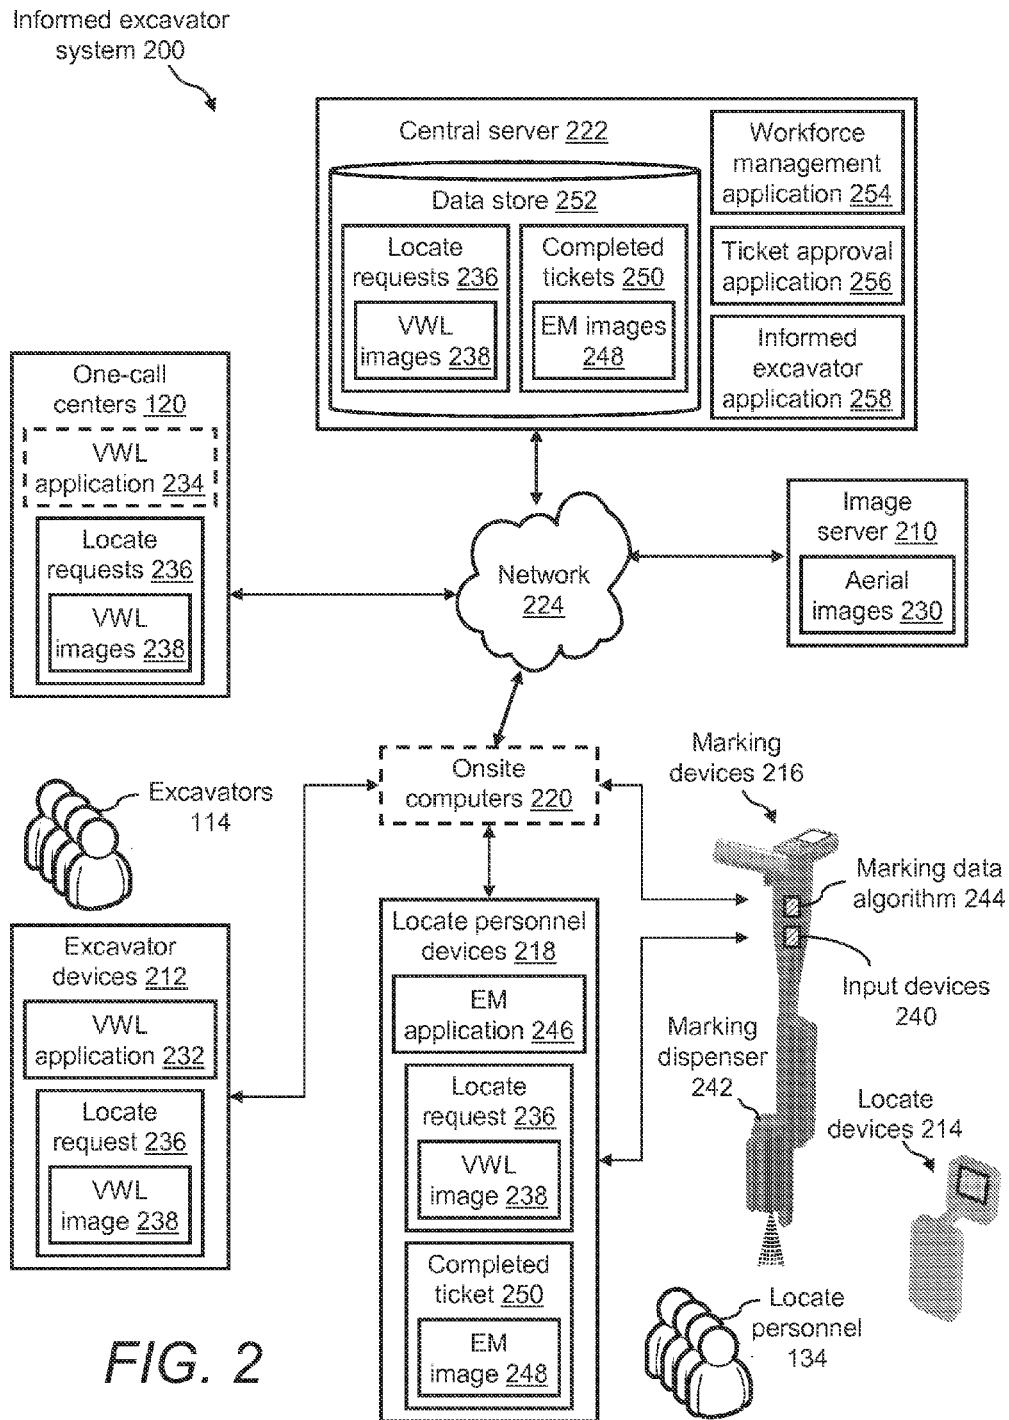 Informed excavator
system 200
Central server 222
Data store 252
Locate
requests 236
VWL
images 238
Completed
tickets 250
EM images
248
Workforce
management
application 254
Ticket approval
application 256
Informed
excavator
application 258
One-call
centers 120
VWL
application 234
Locate
requests 236
VWL
images 238
Network
224
Image
server 210
Aerial
images 230
Onsite
computers 220
Excavators
114
Excavator
devices 212
VWL
application 232
Locate
request 236
VWL
image 238
Locate personnel
devices 218
EM
application 246
Locate
request 236
VWL
image 238
Completed
ticket 250
EM
image 248
Marking
devices 216
Marking data
algorithm 244
Input devices
240
Marking
dispenser
242
Locate
devices 214
Locate
personnel
134
FIG. 2